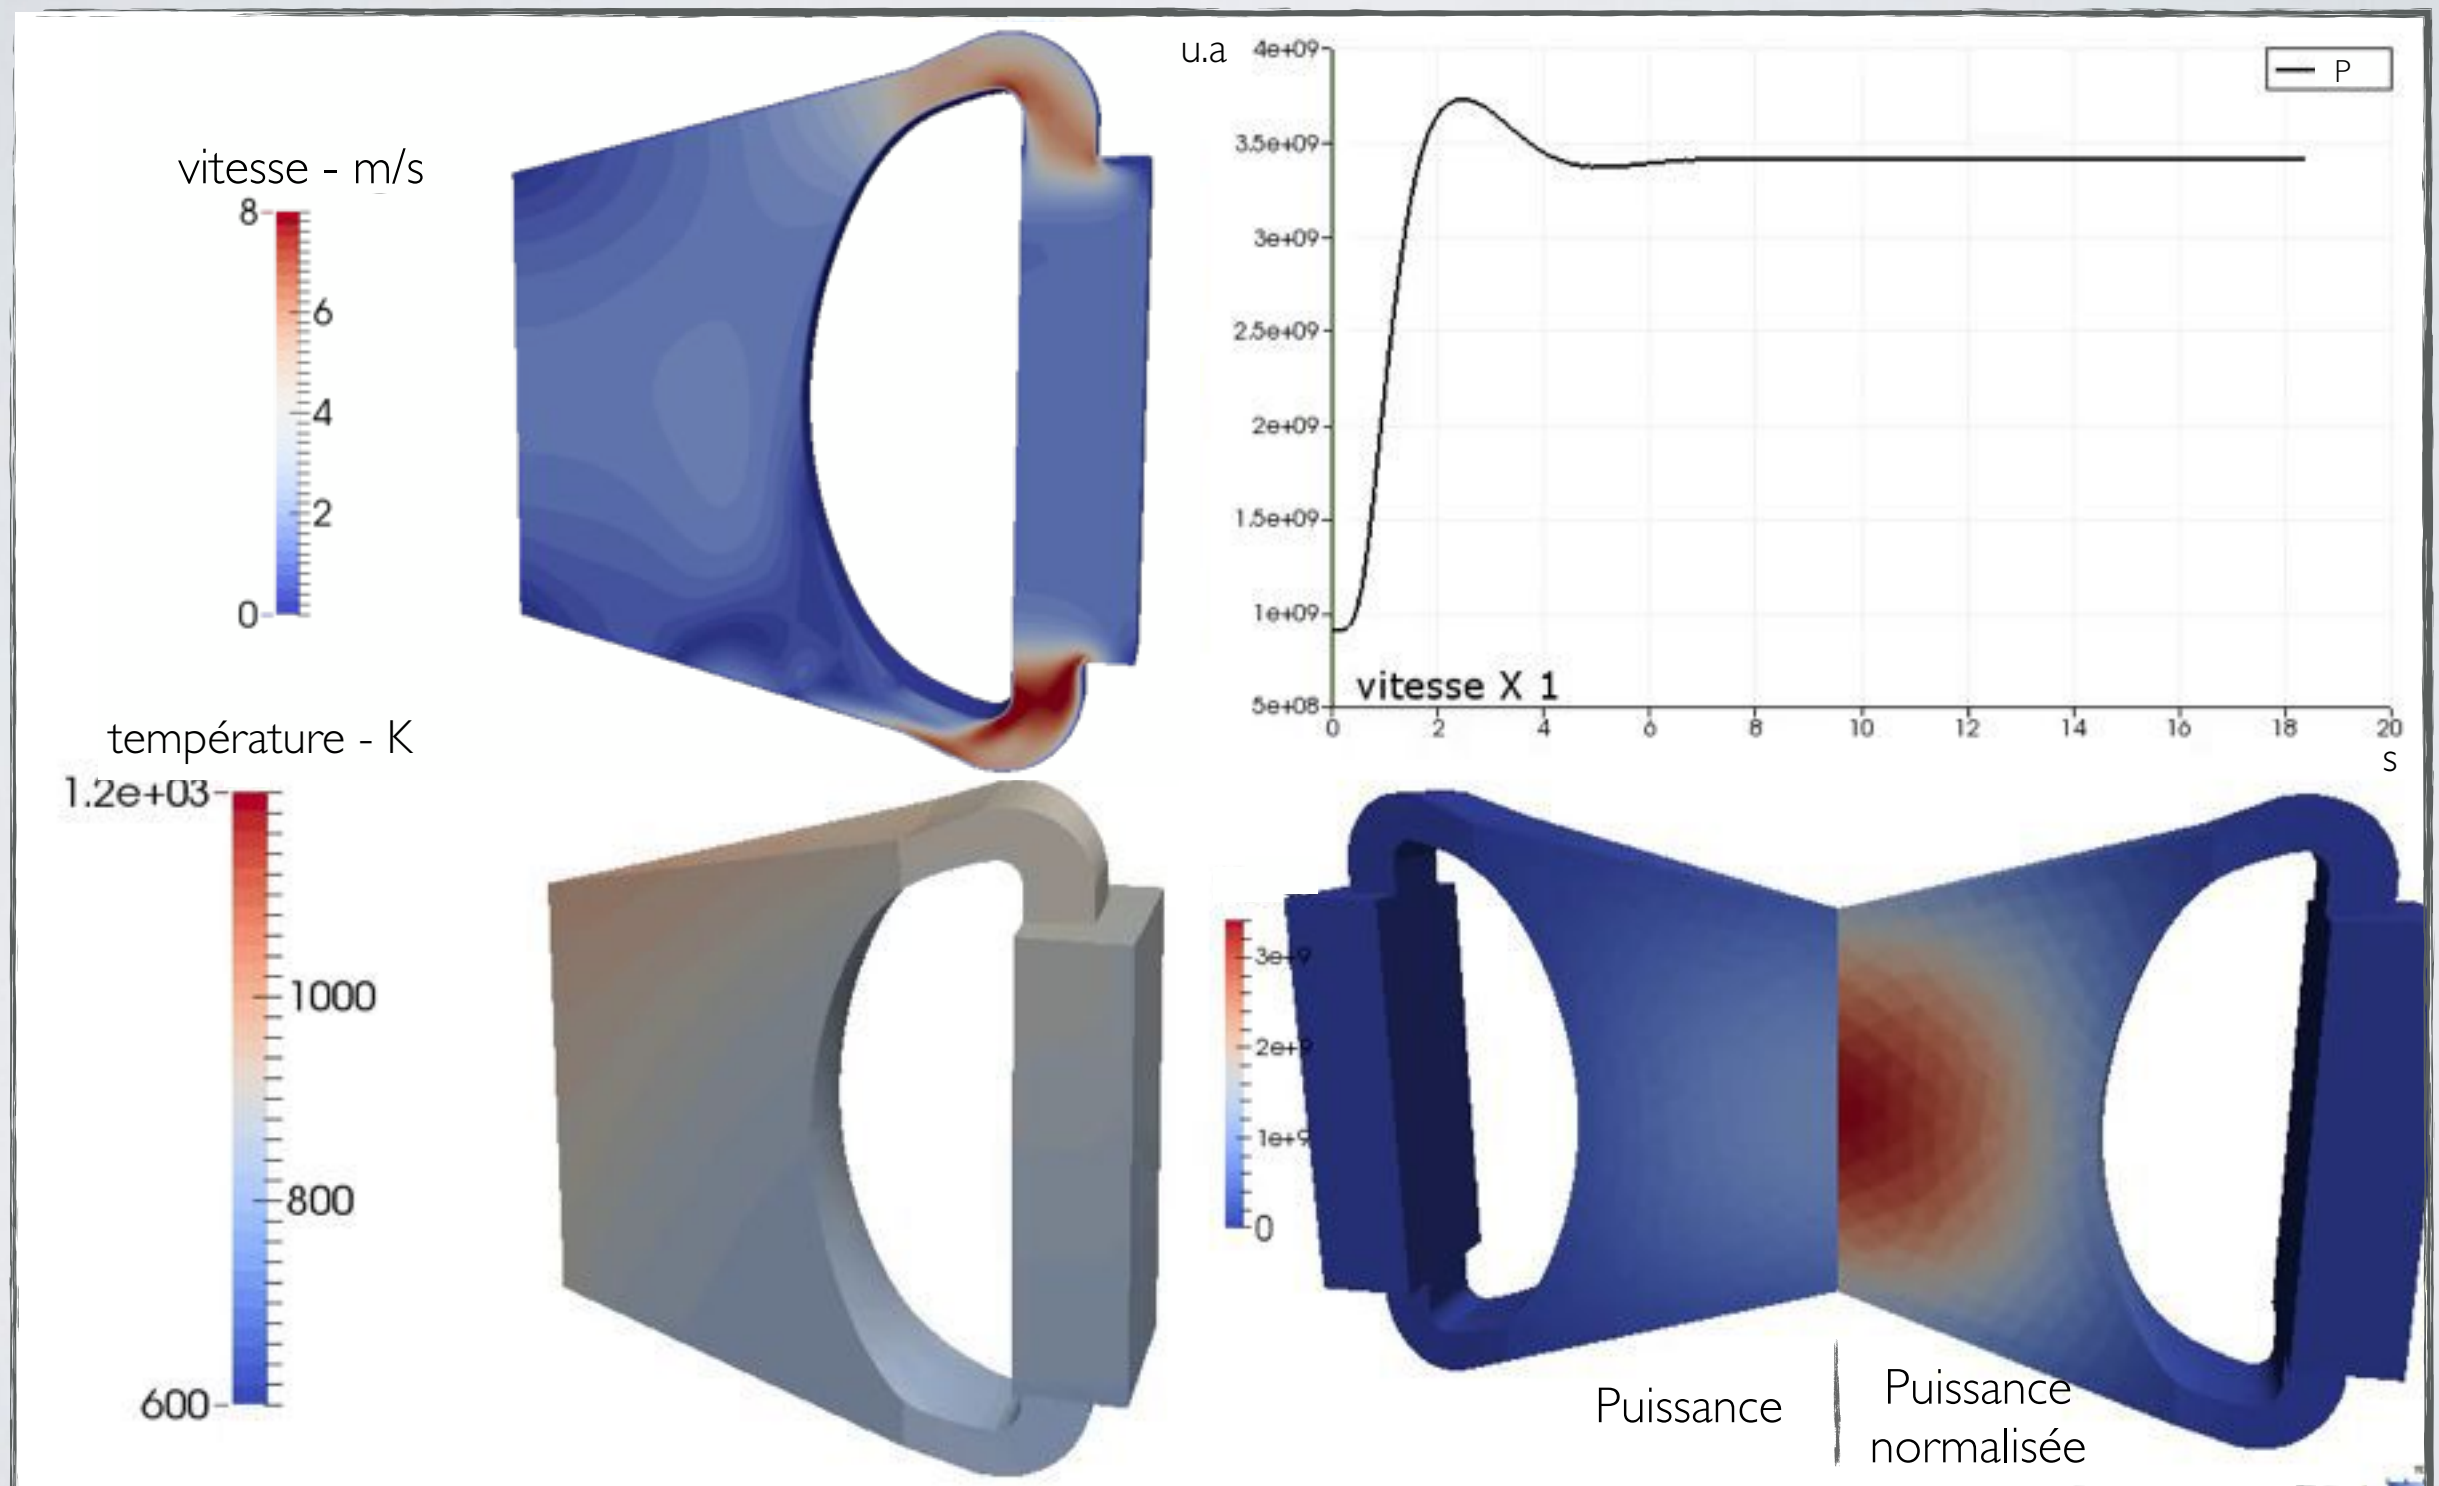 vitesse - m/s
8
6
4
2
0
température - K
1.2e+03
1000
800
600
u.a
4e+09
3.5e+09
3e+09
2.5e+09
2e+09
1.5e+09
1e+09
5e+08
P
vitesse X 1
0 2 4 6 8 10 12 14 16 18 20
s
3e+9
2e+9
1e+9
0
Puissance
Puissance
normalisée